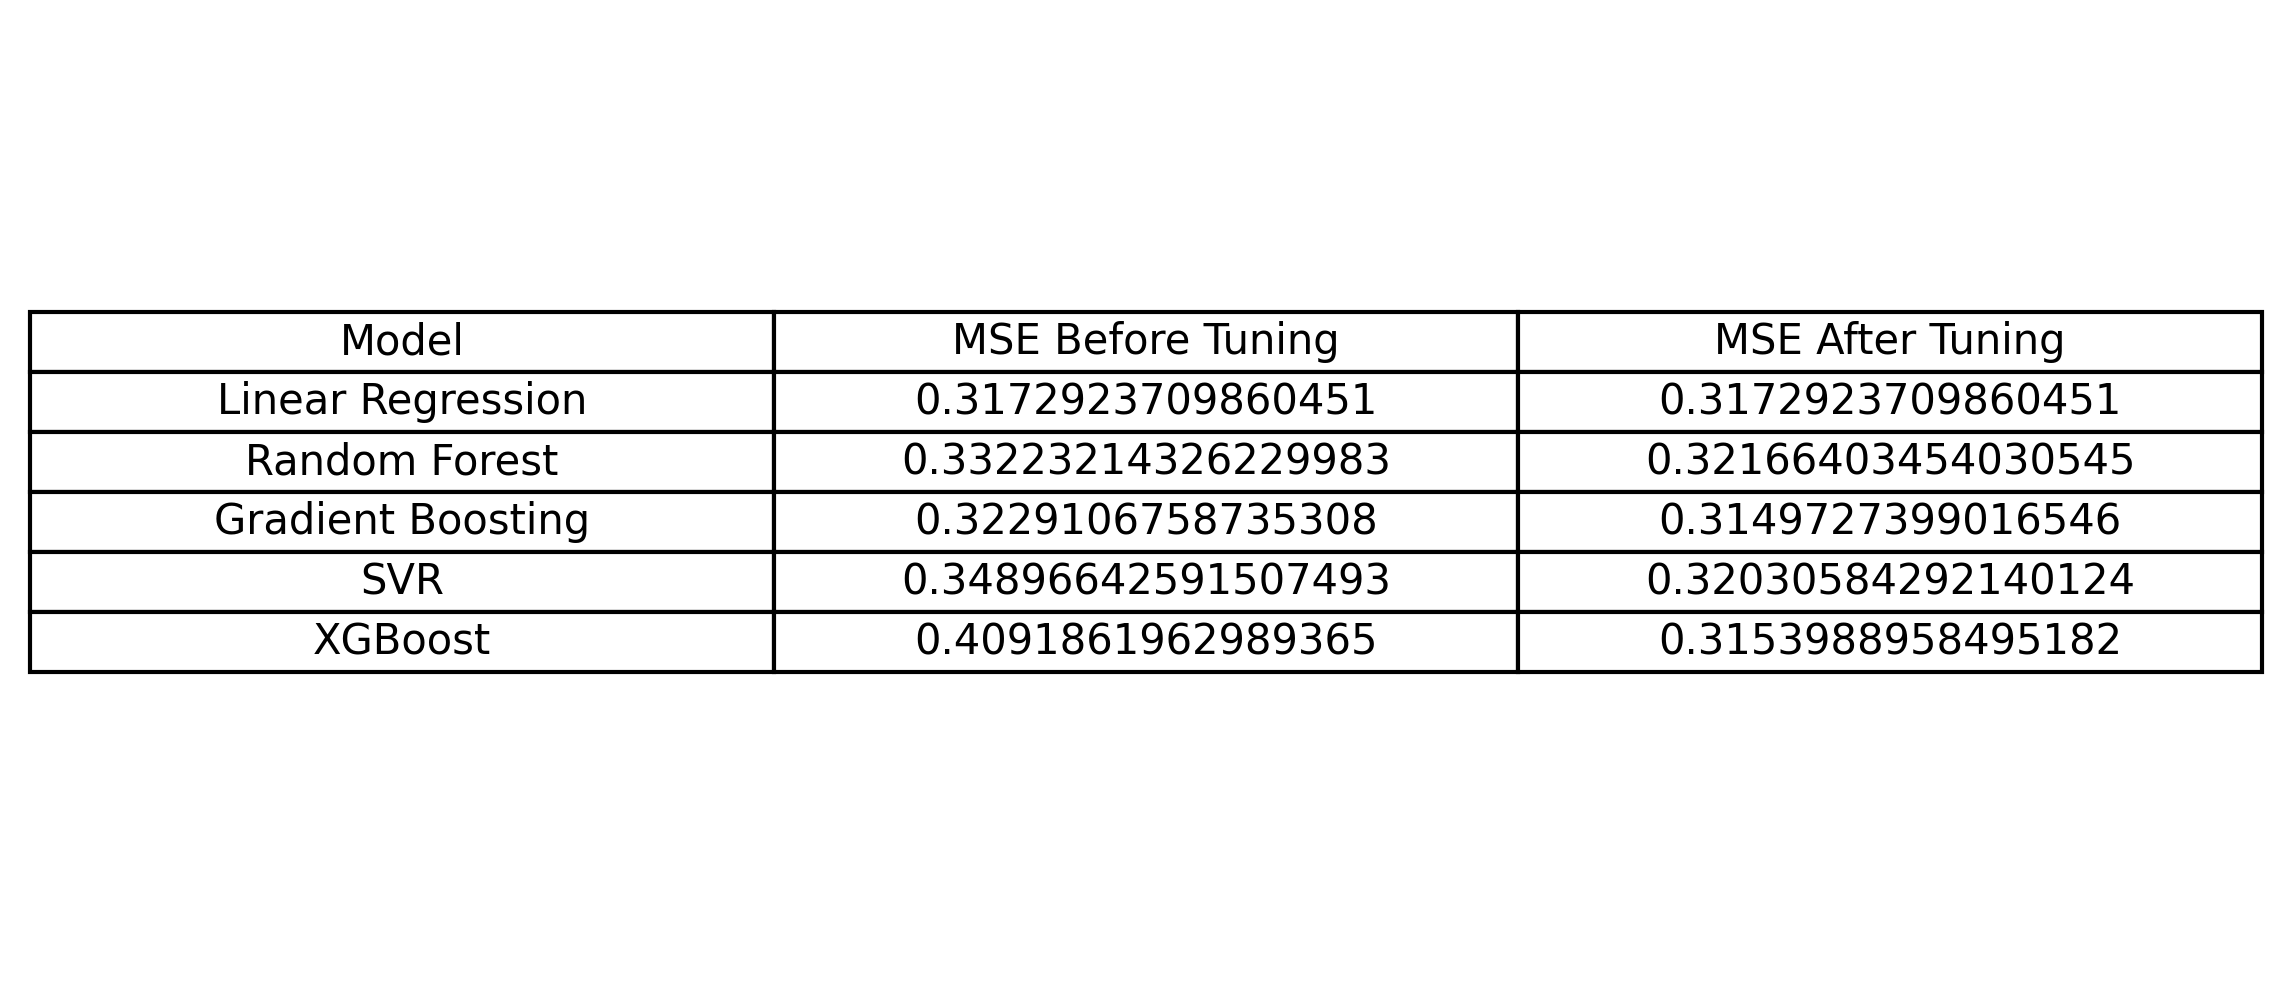 Model MSE Before Tuning MSE After Tuning
Linear Regression 0.3172923709860451 0.3172923709860451
Random Forest 0.33223214326229983 0.32166403454030545
Gradient Boosting 0.3229106758735308 0.3149727399016546
SVR 0.34896642591507493 0.32030584292140124
XGBoost 0.4091861962989365 0.3153988958495182